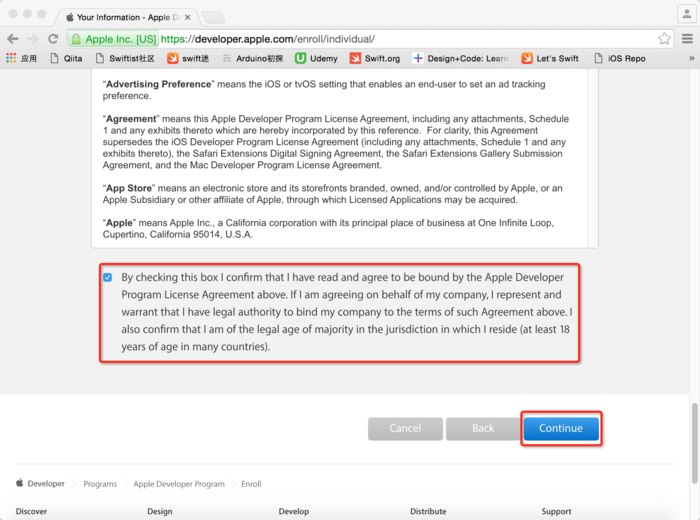 Your Information - Apple D
Apple Inc. [US] https://developer.apple.com/enroll/individual/
应用 Qiita Swiftist社区 swift迷 Arduino初探 Udemy Swift.org Design+Code: Learn Let's Swift iOS Repo »
“Advertising Preference” means the iOS or tvOS setting that enables an end-user to set an ad tracking
preference.
“Agreement” means this Apple Developer Program License Agreement, including any attachments, Schedule
1 and any exhibits thereto which are hereby incorporated by this reference. For clarity, this Agreement
supersedes the iOS Developer Program License Agreement (including any attachments, Schedule 1 and any
exhibits thereto), the Safari Extensions Digital Signing Agreement, the Safari Extensions Gallery Submission
Agreement, and the Mac Developer Program License Agreement.
“App Store” means an electronic store and its storefronts branded, owned, and/or controlled by Apple, or an
Apple Subsidiary or other affiliate of Apple, through which Licensed Applications may be acquired.
“Apple” means Apple Inc., a California corporation with its principal place of business at One Infinite Loop,
Cupertino, California 95014, U.S.A.
By checking this box I confirm that I have read and agree to be bound by the Apple Developer
Program License Agreement above. If I am agreeing on behalf of my company, I represent and
warrant that I have legal authority to bind my company to the terms of such Agreement above. I
also confirm that I am of the legal age of majority in the jurisdiction in which I reside (at least 18
years of age in many countries).
Cancel Back Continue
Developer Programs Apple Developer Program Enroll
Discover Design Develop Distribute Support